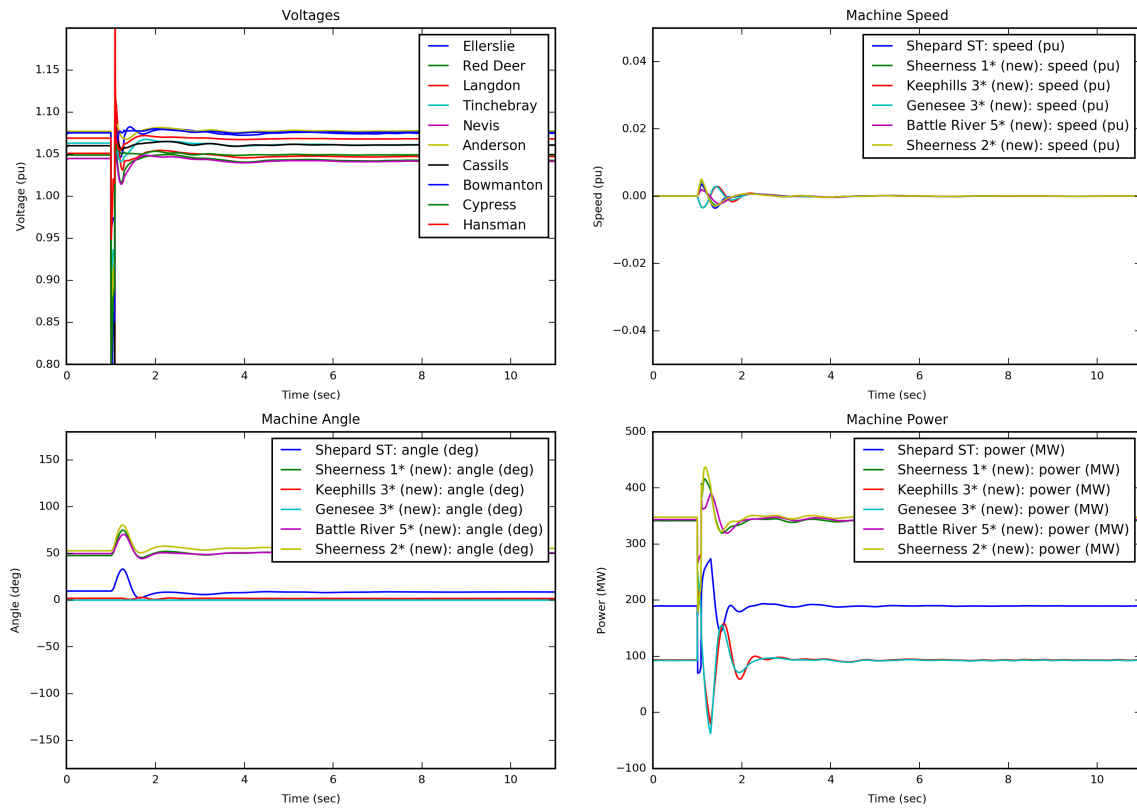 Voltages
1.15
1.10
1.05
1.00
0.95
0.90
0.85
0.80
Voltage (pu)
0 2 4 6 8 10
Time (sec)
Ellerslie
Red Deer
Langdon
Tinchebray
Nevis
Anderson
Cassils
Bowmanton
Cypress
Hansman
Machine Speed
0.04
0.02
0.00
−0.02
−0.04
Speed (pu)
0 2 4 6 8 10
Time (sec)
Shepard ST: speed (pu)
Sheerness 1* (new): speed (pu)
Keephills 3* (new): speed (pu)
Genesee 3* (new): speed (pu)
Battle River 5* (new): speed (pu)
Sheerness 2* (new): speed (pu)
Machine Angle
150
100
50
0
−50
−100
−150
Angle (deg)
0 2 4 6 8 10
Time (sec)
Shepard ST: angle (deg)
Sheerness 1* (new): angle (deg)
Keephills 3* (new): angle (deg)
Genesee 3* (new): angle (deg)
Battle River 5* (new): angle (deg)
Sheerness 2* (new): angle (deg)
Machine Power
500
400
300
200
100
0
−100
Power (MW)
0 2 4 6 8 10
Time (sec)
Shepard ST: power (MW)
Sheerness 1* (new): power (MW)
Keephills 3* (new): power (MW)
Genesee 3* (new): power (MW)
Battle River 5* (new): power (MW)
Sheerness 2* (new): power (MW)